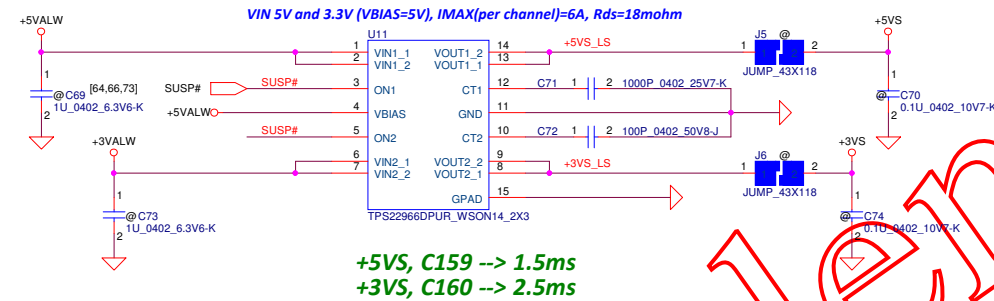 VIN 5V and 3.3V (VBIAS=5V), IMAX(per channel)=6A, Rds=18mohm
+5VALW
U11
+5VS_LS
J5
@
+5VS
1
VIN1_1
VOUT1_2
14
1
2
2
VIN1_2
VOUT1_1
13
JUMP_43X118
1
@C69
1U_0402_6.3V6-K
2
[64,66,73]
SUSP#
SUSP#
3
ON1
CT1
12
C71
1
2
1000P_0402_25V7-K
1
@
C70
0.1U_0402_10V7-K
2
+5VALW
4
VBIAS
GND
11
SUSP#
5
ON2
CT2
10
C72
1
2
100P_0402_50V8-J
+3VALW
6
VIN2_1
VOUT2_2
9
+3VS_LS
J6
@
+3VS
7
VIN2_2
VOUT2_1
8
1
2
JUMP_43X118
GPAD
15
1
@C73
1U_0402_6.3V6-K
2
TPS22966DPUR_WSON14_2X3
1
@
C74
0.1U_0402_10V7-K
2
+5VS, C159 --> 1.5ms
+3VS, C160 --> 2.5ms